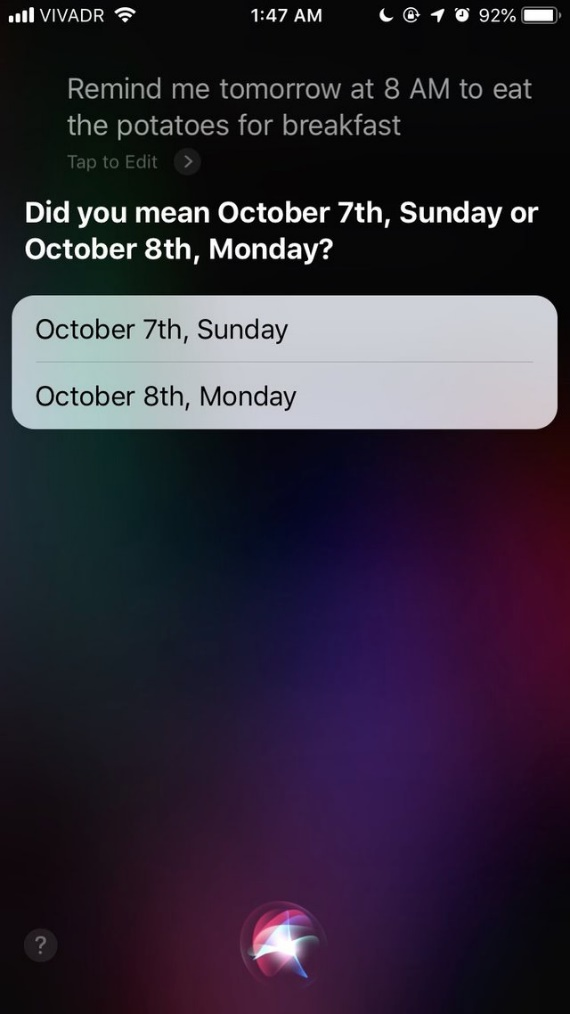 VIVADR 1:47 AM 92%
Remind me tomorrow at 8 AM to eat
the potatoes for breakfast
Tap to Edit
Did you mean October 7th, Sunday or
October 8th, Monday?
October 7th, Sunday
October 8th, Monday
?